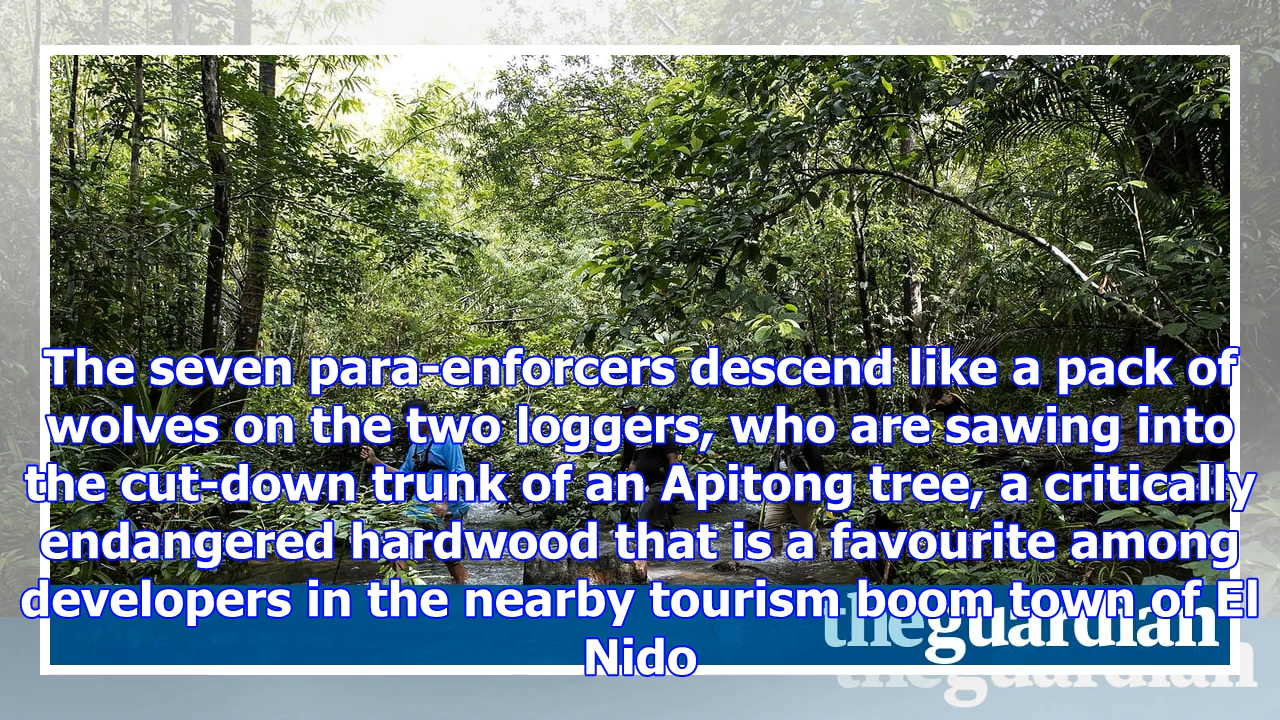 The seven para-enforcers descend like a pack of
wolves on the two loggers, who are sawing into
the cut-down trunk of an Apitong tree, a critically
endangered hardwood that is a favourite among
developers in the nearby tourism boom town of El
Nido
theguardian
theguardian